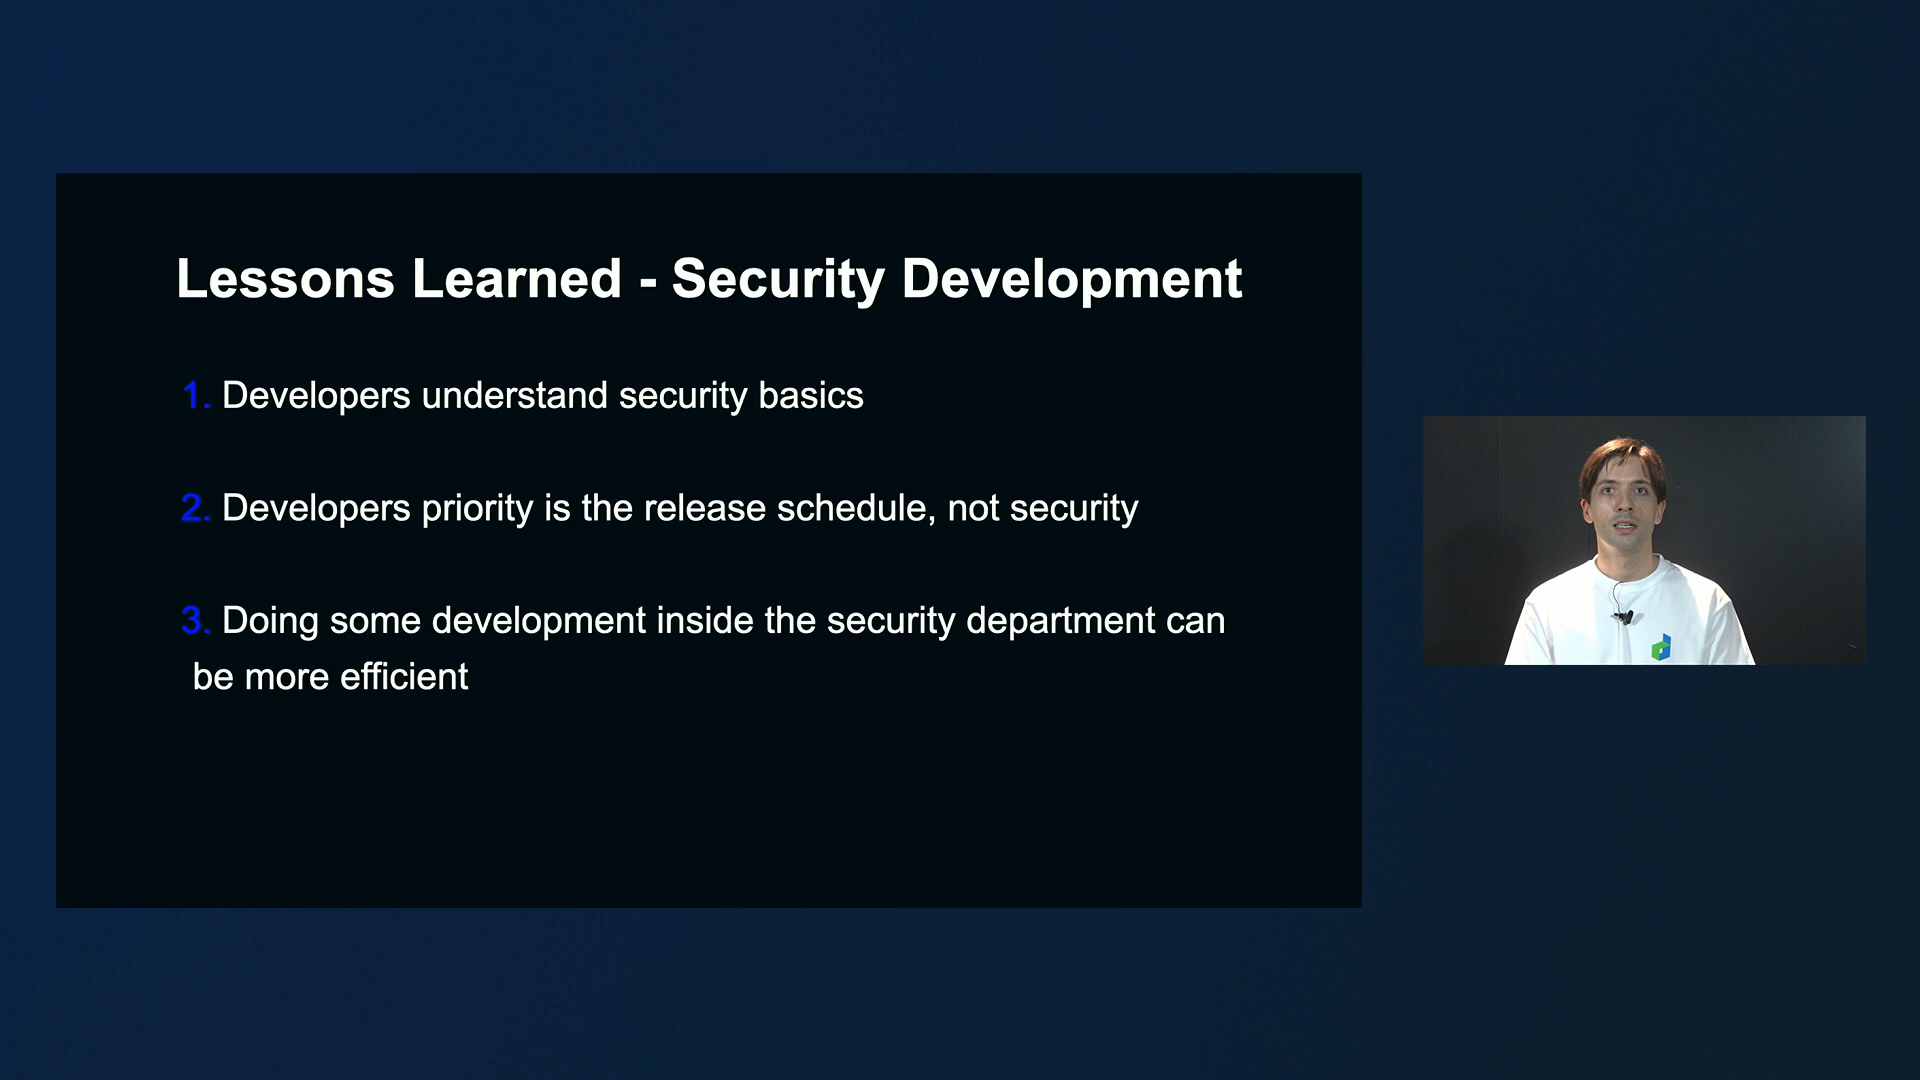 Lessons Learned - Security Development
1. Developers understand security basics
2. Developers priority is the release schedule, not security
3. Doing some development inside the security department can
be more efficient